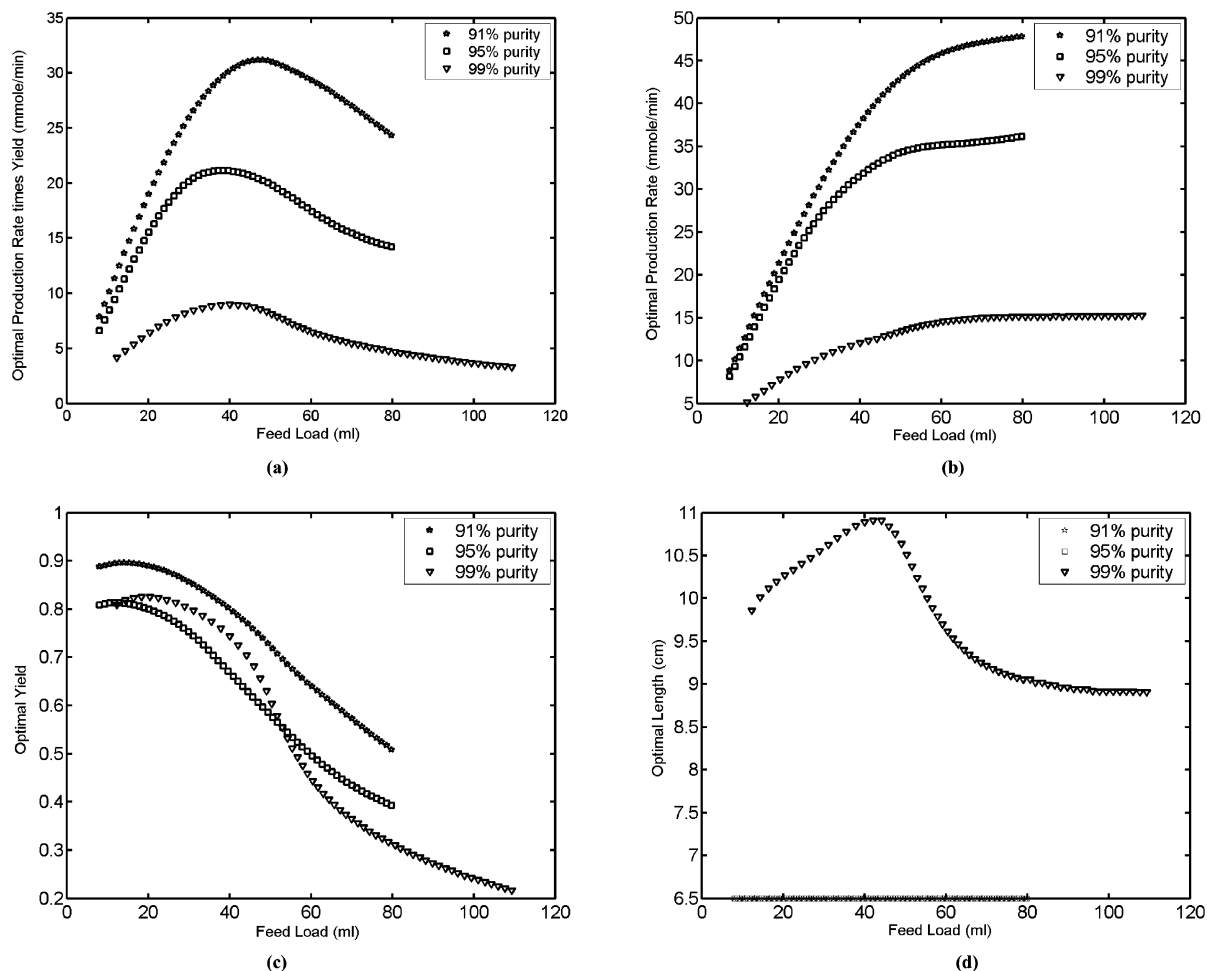 35
30
25
20
15
10
5
0
0 20 40 60 80 100 120
Optimal Production Rate times Yield (mmole/min)
Feed Load (ml)
91% purity
95% purity
99% purity
(a)
50
45
40
35
30
25
20
15
10
5
0 20 40 60 80 100 120
Optimal Production Rate (mmole/min)
Feed Load (ml)
91% purity
95% purity
99% purity
(b)
1
0.9
0.8
0.7
0.6
0.5
0.4
0.3
0.2
0 20 40 60 80 100 120
Optimal Yield
Feed Load (ml)
91% purity
95% purity
99% purity
(c)
11
10.5
10
9.5
9
8.5
8
7.5
7
6.5
0 20 40 60 80 100 120
Optimal Length (cm)
Feed Load (ml)
91% purity
95% purity
99% purity
(d)